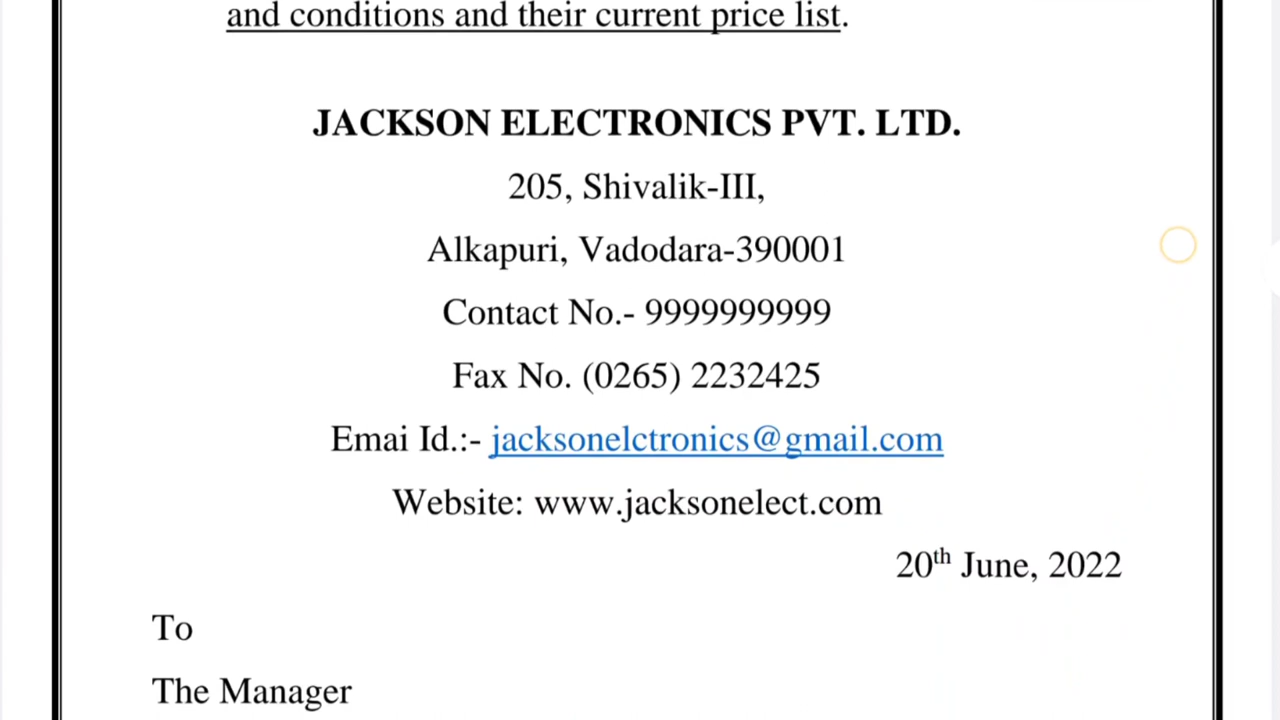 and conditions and their current price list.
JACKSON ELECTRONICS PVT. LTD.
205, Shivalik-III,
Alkapuri, Vadodara-390001
Contact No.- 9999999999
Fax No. (0265) 2232425
Emai Id.:- jacksonelctronics@gmail.com
Website: www.jacksonelect.com
20th June, 2022
To
The Manager